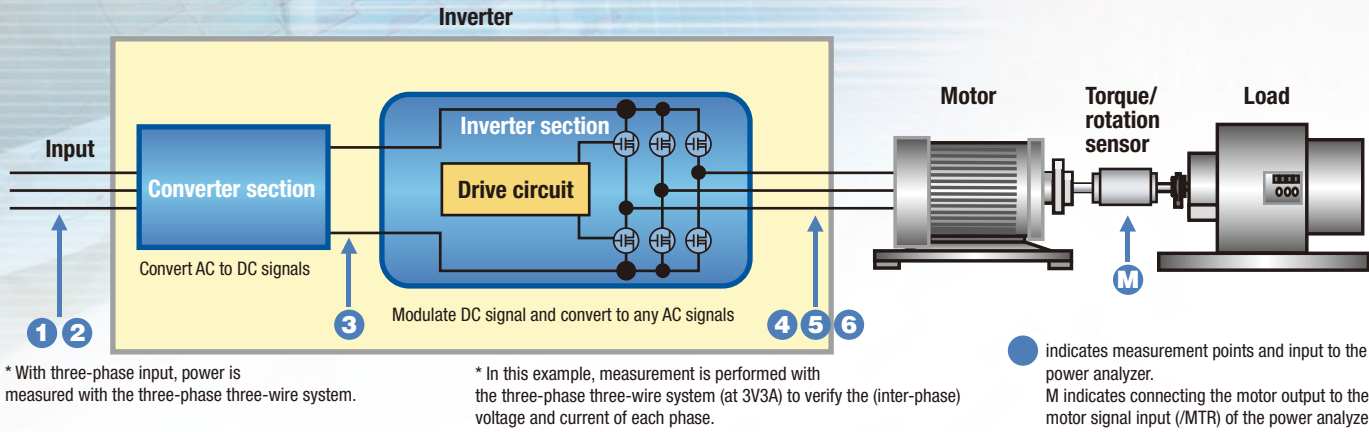 Inverter
Input
Converter section
Convert AC to DC signals
Inverter section
Drive circuit
Modulate DC signal and convert to any AC signals
Motor
Torque/
rotation
sensor
Load
1 2
3
4 5 6
M
* With three-phase input, power is
measured with the three-phase three-wire system.
* In this example, measurement is performed with
the three-phase three-wire system (at 3V3A) to verify the (inter-phase)
voltage and current of each phase.
indicates measurement points and input to the
power analyzer.
M indicates connecting the motor output to the
motor signal input (/MTR) of the power analyze